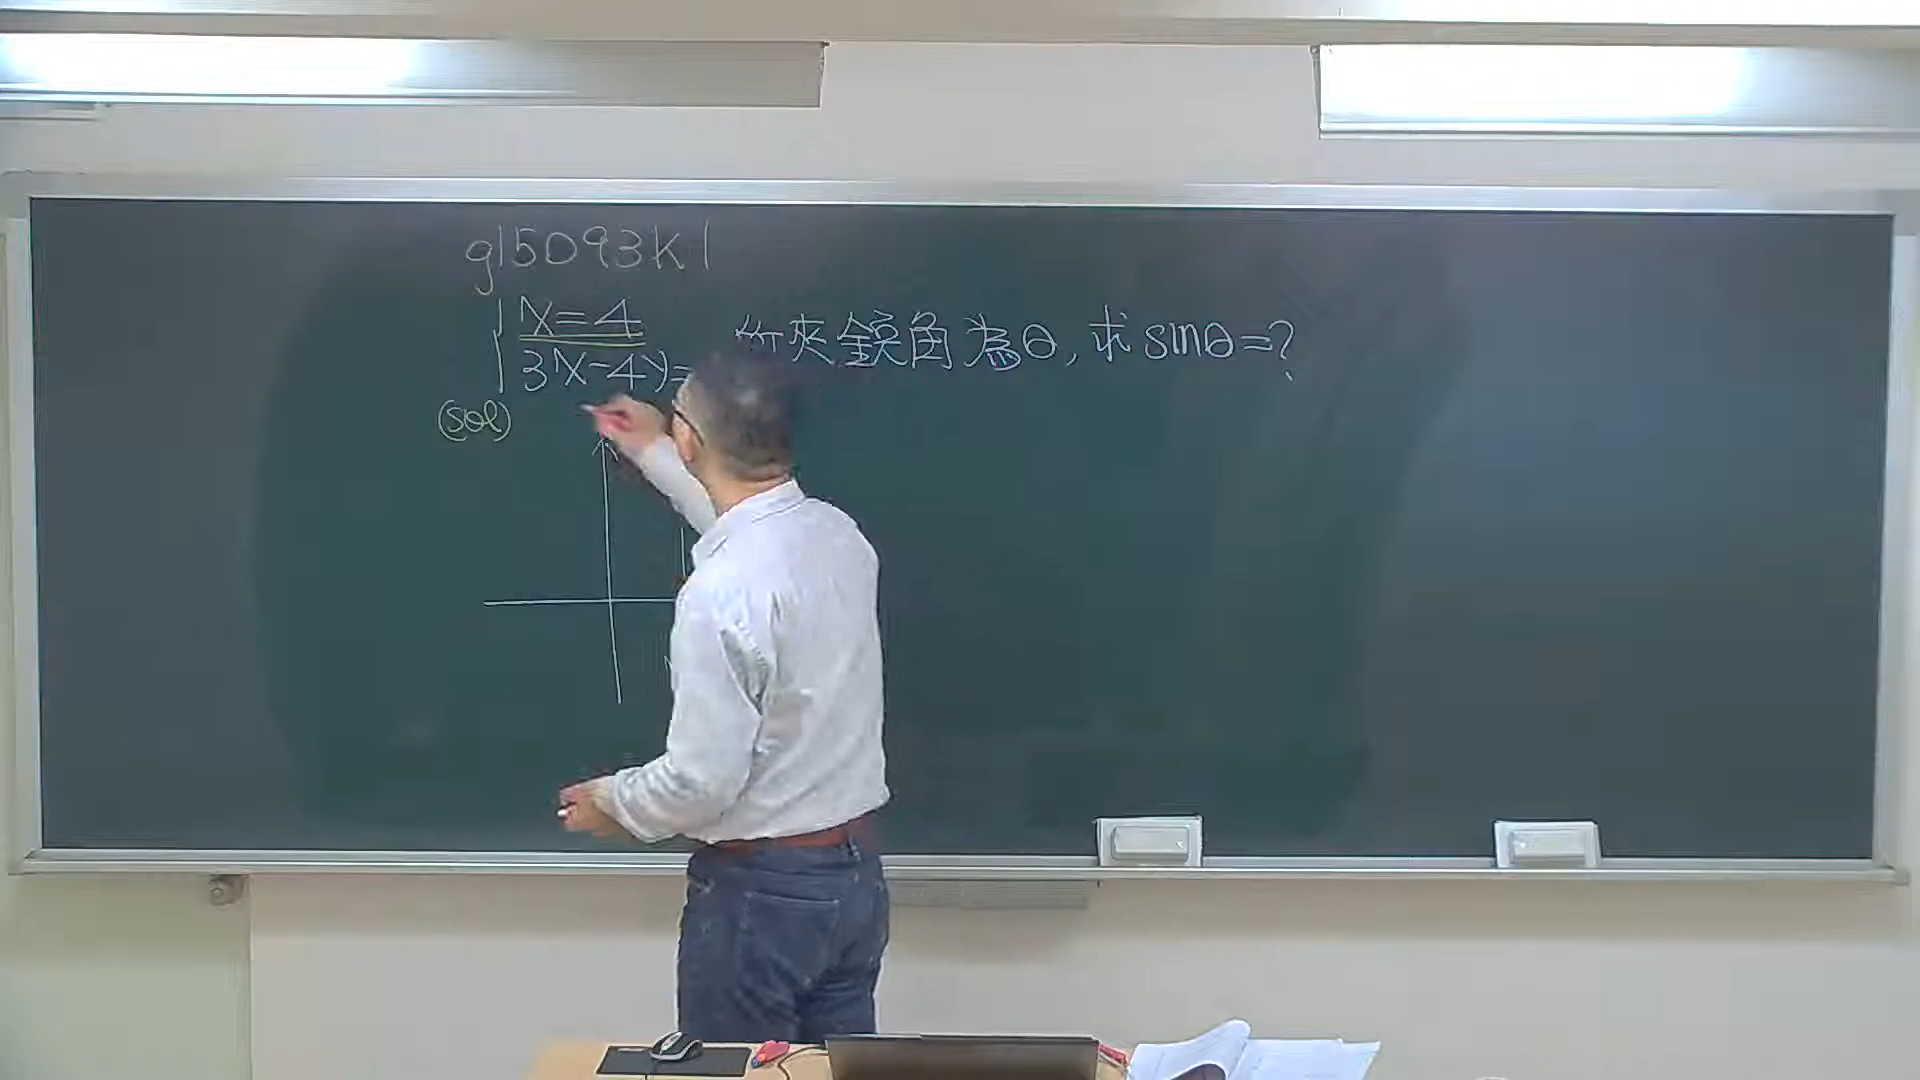 g15093k1
x=4
3x-4y= 所夾銳角為θ,求sinθ=?
(sol)